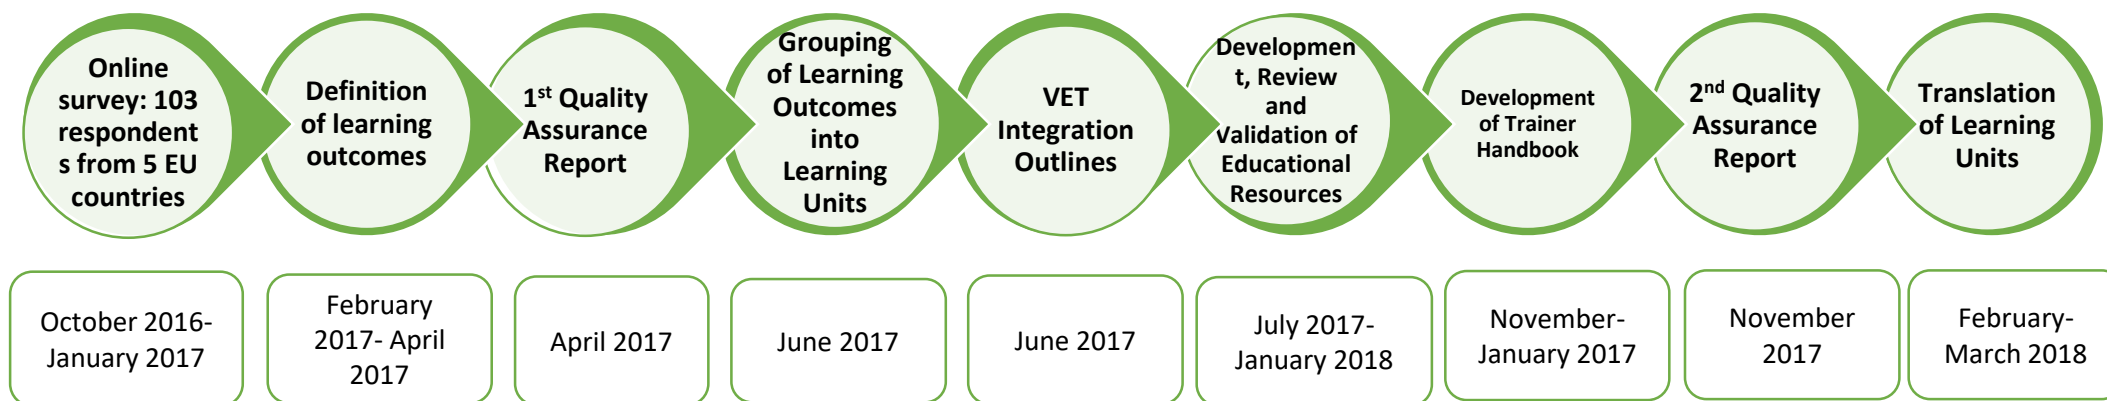 Online
survey: 103
respondent
s from 5 EU
countries
Definition
of learning
outcomes
1st Quality
Assurance
Report
Grouping
of Learning
Outcomes
into
Learning
Units
VET
Integration
Outlines
Developmen
t, Review
and
Validation of
Educational
Resources
Development
of Trainer
Handbook
2nd Quality
Assurance
Report
Translation
of Learning
Units
October 2016-
January 2017
February
2017- April
2017
April 2017
June 2017
June 2017
July 2017-
January 2018
November-
January 2017
November
2017
February-
March 2018